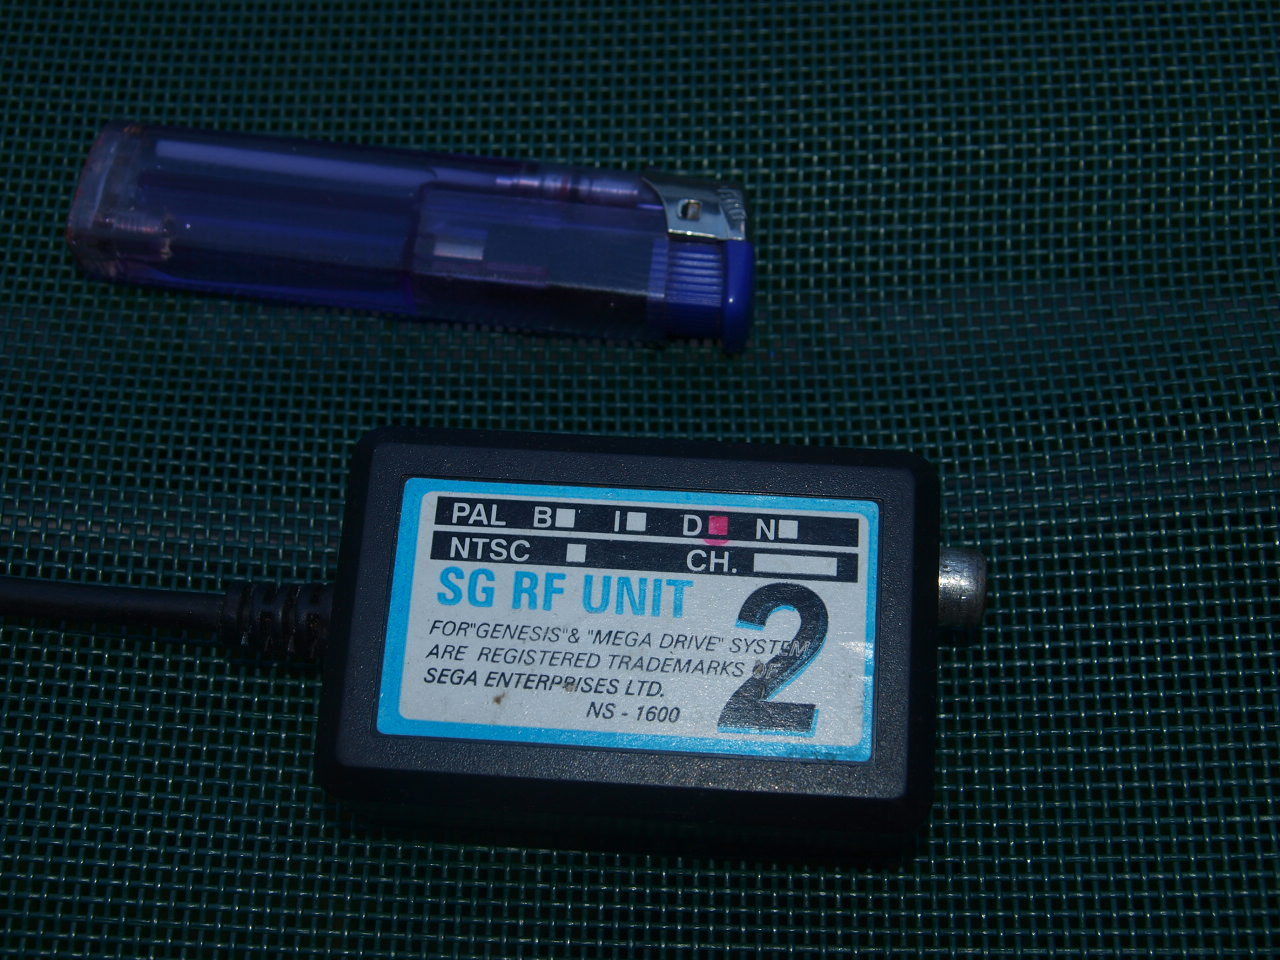 PAL B I D N
NTSC CH.
SG RF UNIT 2
FOR "GENESIS" & "MEGA DRIVE" SYSTEM
ARE REGISTERED TRADEMARKS OF
SEGA ENTERPRISES LTD.
NS - 1600